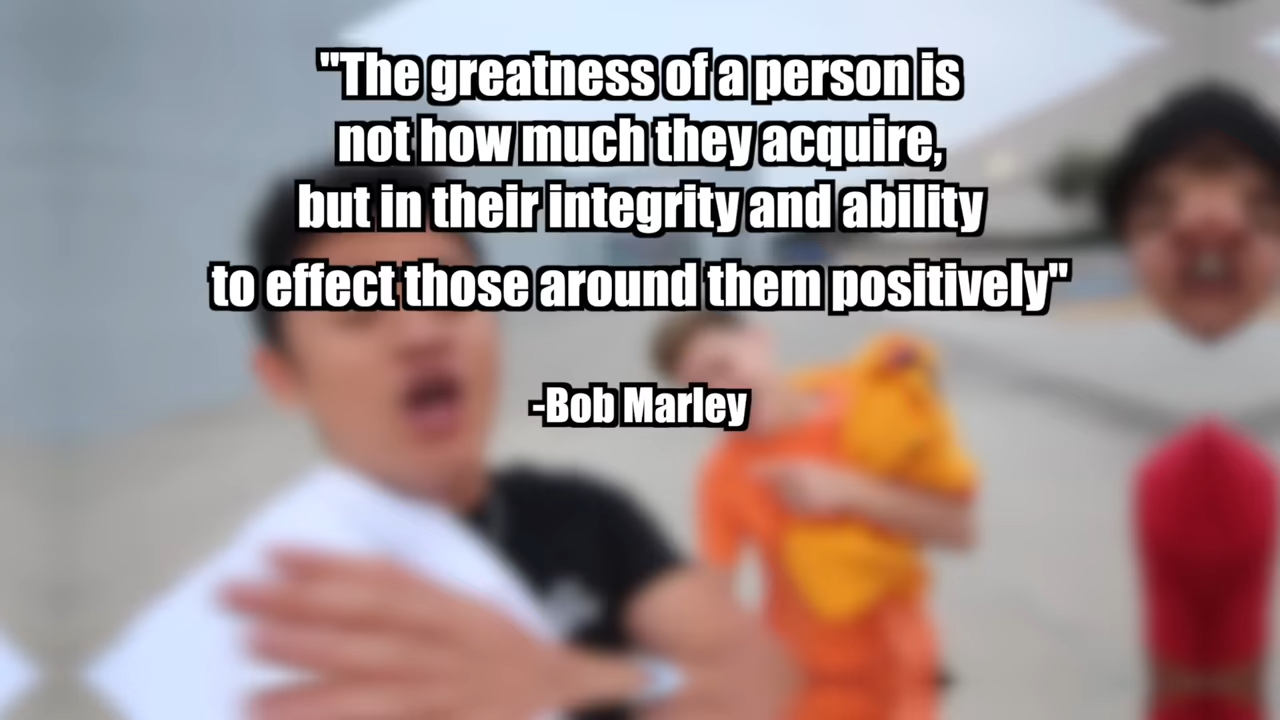 "The greatness of a person is
not how much they acquire,
but in their integrity and ability
to effect those around them positively"
-Bob Marley